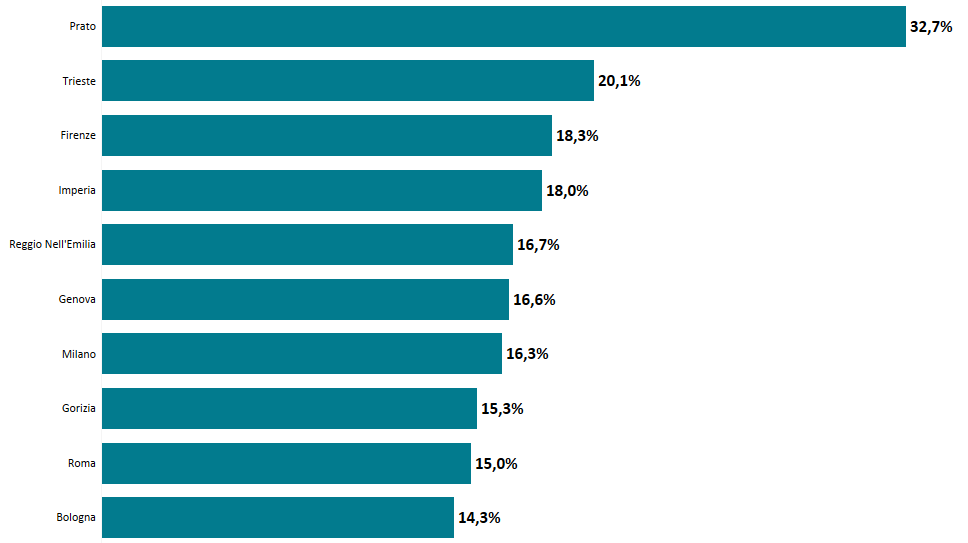 Prato 32,7%
Trieste 20,1%
Firenze 18,3%
Imperia 18,0%
Reggio Nell'Emilia 16,7%
Genova 16,6%
Milano 16,3%
Gorizia 15,3%
Roma 15,0%
Bologna 14,3%